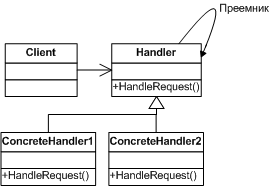 Преемник
Client
Handler
+HandleRequest()
ConcreteHandler1
ConcreteHandler2
+HandleRequest()
+HandleRequest()